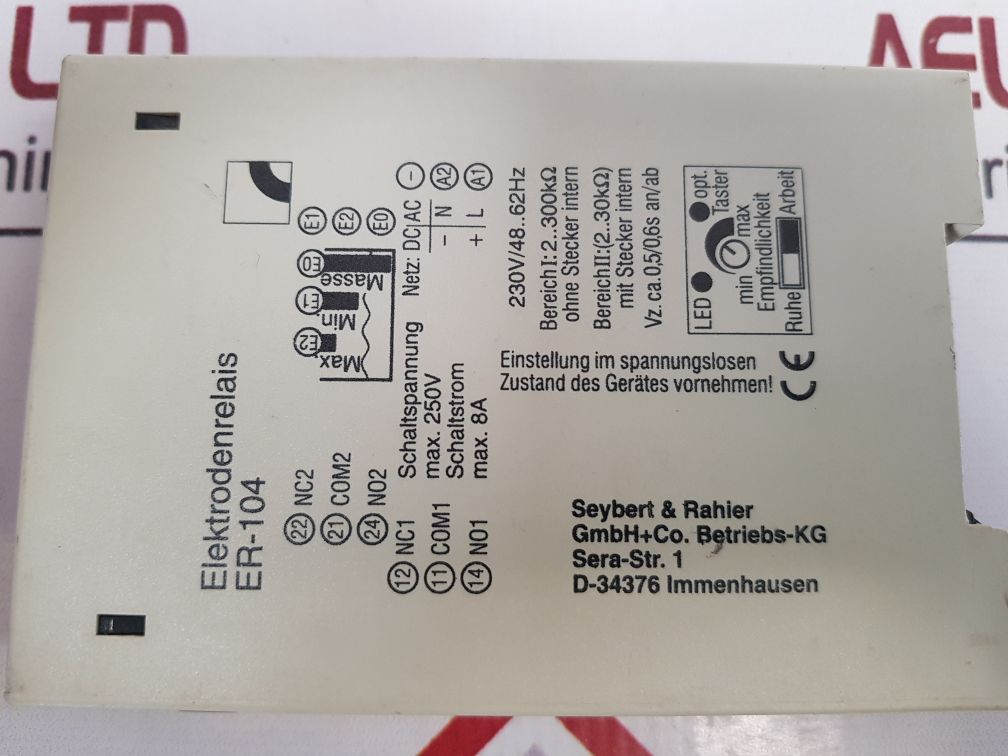 LTD
AEU
Elektrodenrelais
ER-104
22 NC2
21 COM2
24 NO2
12 NC1
11 COM1
14 NO1
E2 E1 E0
Max. Min. Masse
E1
E2
E0
Schaltspannung
max. 250V
Schaltstrom
max. 8A
Netz: DC AC –
– N A2
+ L A1
230V/48..62Hz
Bereich I: 2..300kΩ
ohne Stecker intern
Bereich II: (2..30kΩ)
mit Stecker intern
Vz. ca. 0,5/0,6s an/ab
LED opt.
Taster
min max
Empfindlichkeit
Ruhe Arbeit
Einstellung im spannungslosen
Zustand des Gerätes vornehmen!
CE
Seybert & Rahier
GmbH+Co. Betriebs-KG
Sera-Str. 1
D-34376 Immenhausen